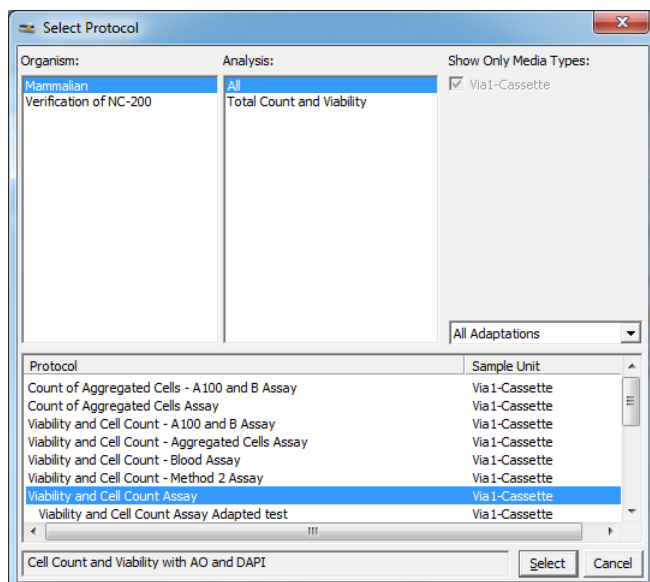 Select Protocol
Organism: Analysis: Show Only Media Types:
Mammalian All Via1-Cassette
Verification of NC-200 Total Count and Viability
All Adaptations
Protocol Sample Unit
Count of Aggregated Cells - A100 and B Assay Via1-Cassette
Count of Aggregated Cells Assay Via1-Cassette
Viability and Cell Count - A100 and B Assay Via1-Cassette
Viability and Cell Count - Aggregated Cells Assay Via1-Cassette
Viability and Cell Count - Blood Assay Via1-Cassette
Viability and Cell Count - Method 2 Assay Via1-Cassette
Viability and Cell Count Assay Via1-Cassette
Viability and Cell Count Assay Adapted test Via1-Cassette
Cell Count and Viability with AO and DAPI Select Cancel